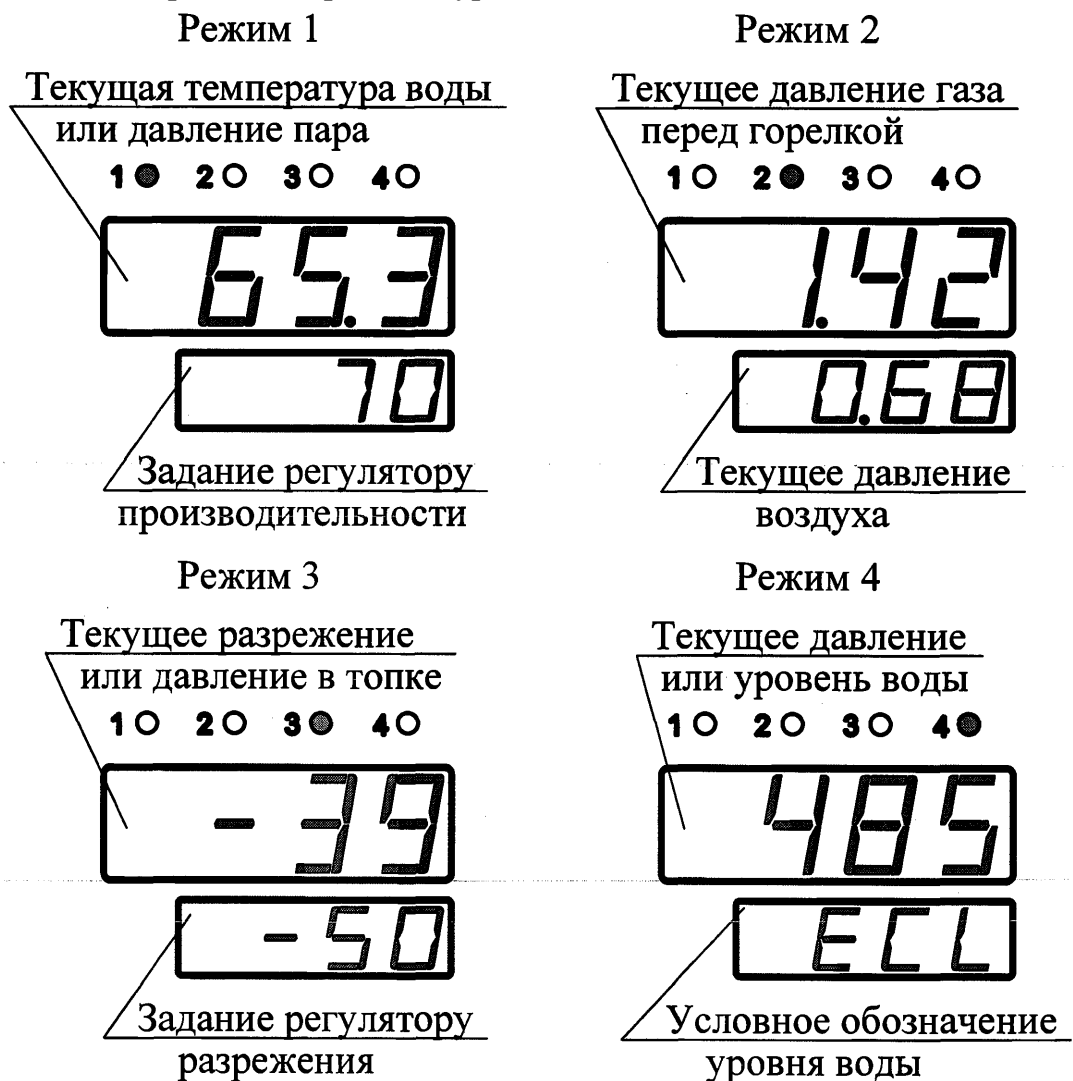 Режим 1
Текущая температура воды
или давление пара
1 2 3 4
65.3
70
Задание регулятору
производительности
Режим 2
Текущее давление газа
перед горелкой
1 2 3 4
1.42
0.68
Текущее давление
воздуха
Режим 3
Текущее разрежение
или давление в топке
1 2 3 4
-39
-50
Задание регулятору
разрежения
Режим 4
Текущее давление
или уровень воды
1 2 3 4
485
ECL
Условное обозначение
уровня воды